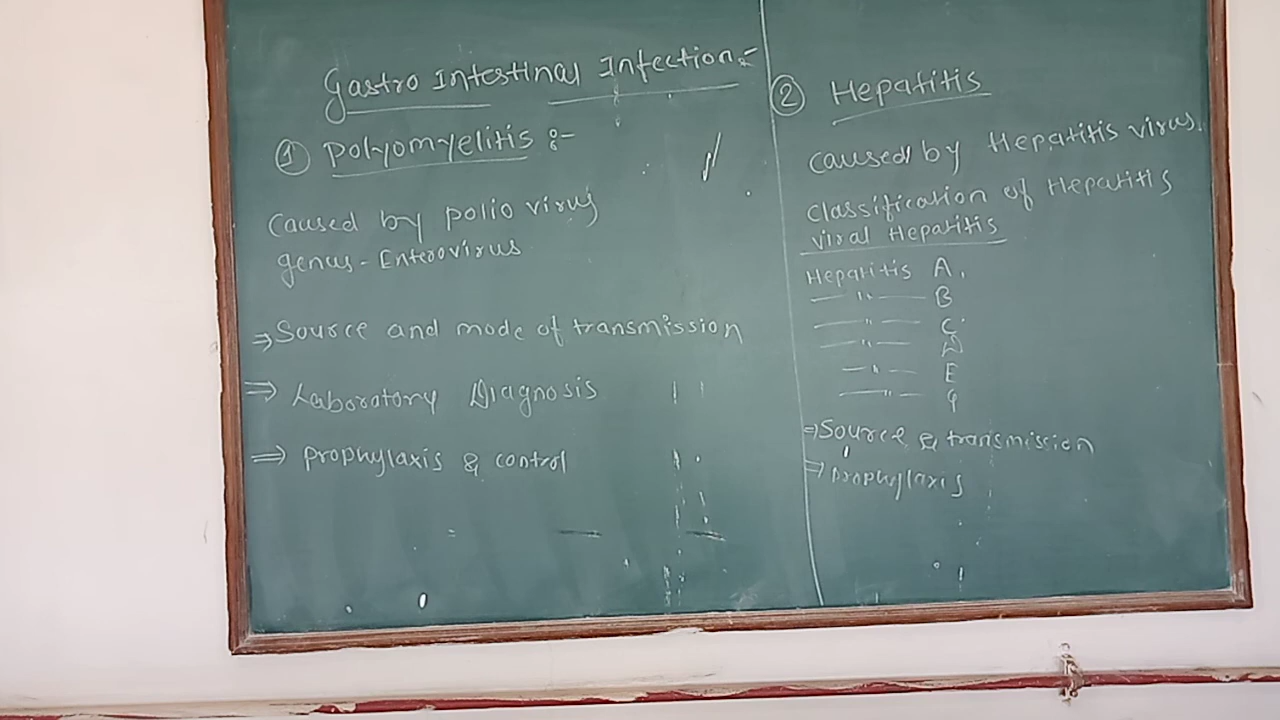 Gastro Intestinal Infection :-
① Polyomyelitis :-
Caused by polio virus
genus - Enterovirus
⇒ Source and mode of transmission
⇒ Laboratory Diagnosis
⇒ Prophylaxis & control
② Hepatitis
Caused by Hepatitis virus.
Classification of Hepatitis
viral Hepatitis
Hepatitis A.
— " — B
— " — C.
— " — D
— " — E
— " — G
⇒ Source & transmission
⇒ prophylaxis